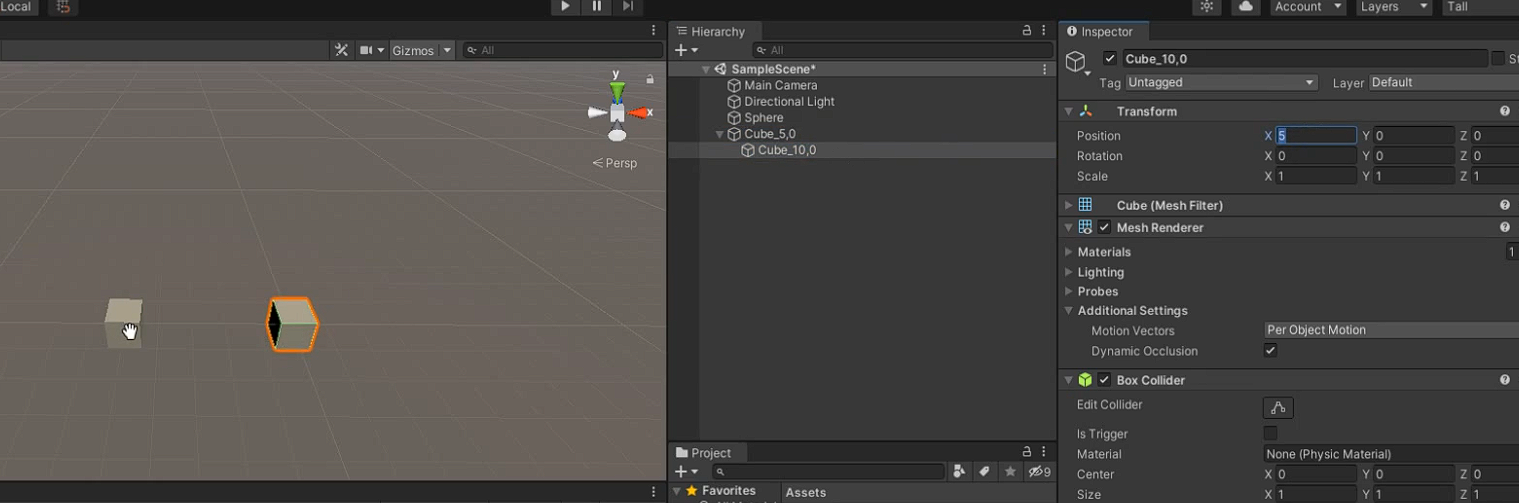 Local
Account
Layers
Tall
Gizmos
All
y
x
Persp
Hierarchy
All
SampleScene*
Main Camera
Directional Light
Sphere
Cube_5,0
Cube_10,0
Project
9
Favorites
Assets
Inspector
Cube_10,0
St
Tag Untagged Layer Default
Transform
Position X 5 Y 0 Z 0
Rotation X 0 Y 0 Z 0
Scale X 1 Y 1 Z 1
Cube (Mesh Filter)
Mesh Renderer
Materials 1
Lighting
Probes
Additional Settings
Motion Vectors Per Object Motion
Dynamic Occlusion
Box Collider
Edit Collider
Is Trigger
Material None (Physic Material)
Center X 0 Y 0 Z 0
Size X 1 Y 1 Z 1